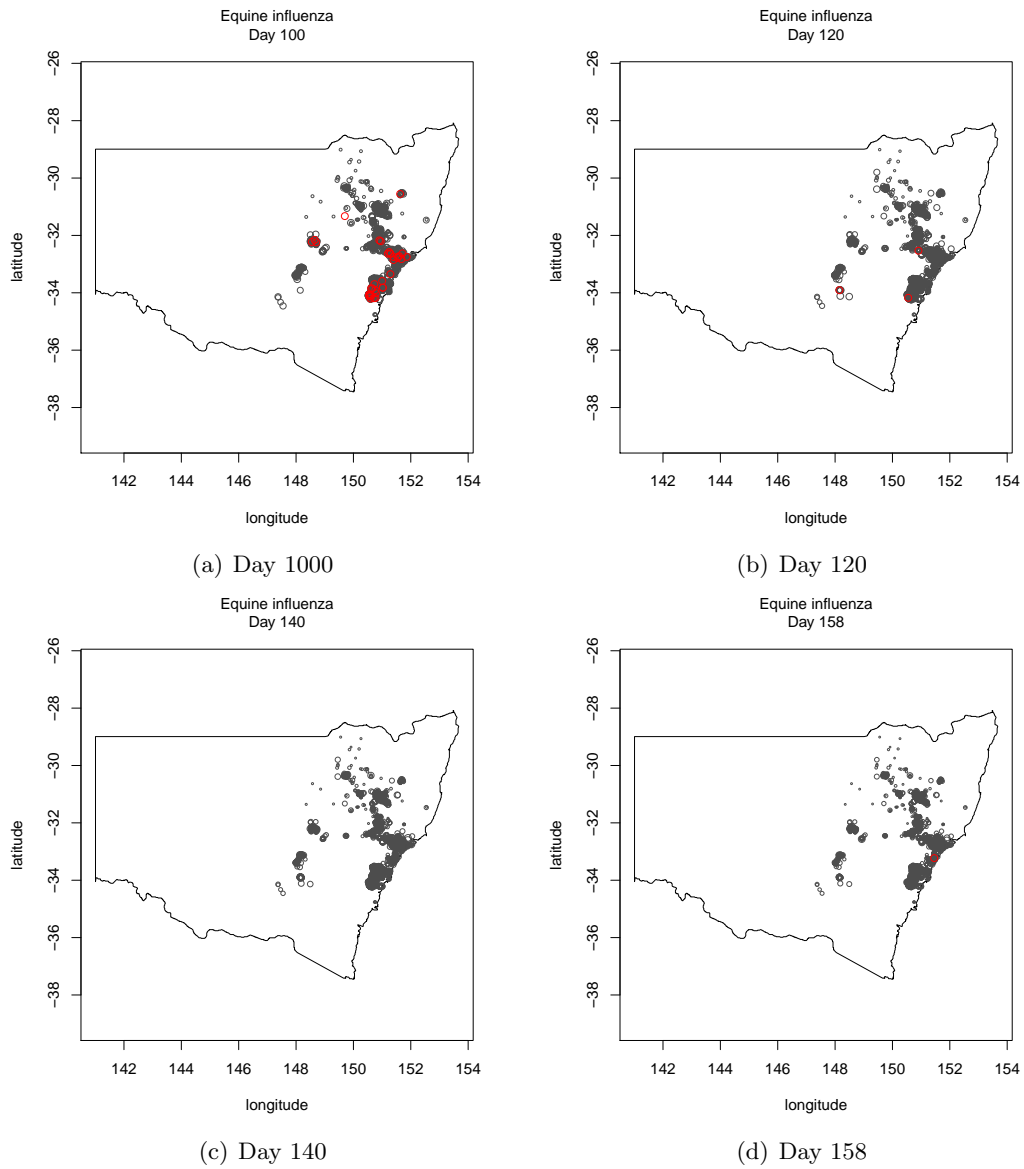 Equine influenza
Day 100
-26
-28
-30
-32
-34
-36
-38
latitude
142 144 146 148 150 152 154
longitude
(a) Day 1000
Equine influenza
Day 120
-26
-28
-30
-32
-34
-36
-38
latitude
142 144 146 148 150 152 154
longitude
(b) Day 120
Equine influenza
Day 140
-26
-28
-30
-32
-34
-36
-38
latitude
142 144 146 148 150 152 154
longitude
(c) Day 140
Equine influenza
Day 158
-26
-28
-30
-32
-34
-36
-38
latitude
142 144 146 148 150 152 154
longitude
(d) Day 158